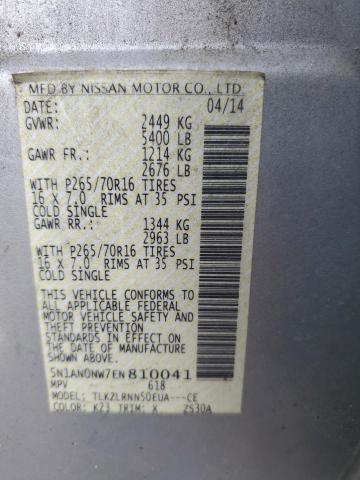 MFD BY NISSAN MOTOR CO., LTD.
DATE: 04/14
GVWR: 2449 KG
5400 LB
GAWR FR.: 1214 KG
2676 LB
WITH P265/70R16 TIRES
16 X 7.0 RIMS AT 35 PSI
COLD SINGLE
GAWR RR.: 1344 KG
2963 LB
WITH P265/70R16 TIRES
16 X 7.0 RIMS AT 35 PSI
COLD SINGLE
THIS VEHICLE CONFORMS TO
ALL APPLICABLE FEDERAL
MOTOR VEHICLE SAFETY
AND THEFT PREVENTION
STANDARDS IN EFFECT ON
THE DATE OF MANUFACTURE
SHOWN ABOVE.
5N1AN0NW7EN810041
MPV 618
MODEL: TLKZLRNN50EUA---CE
COLOR: K23 TRIM: X ZS30A